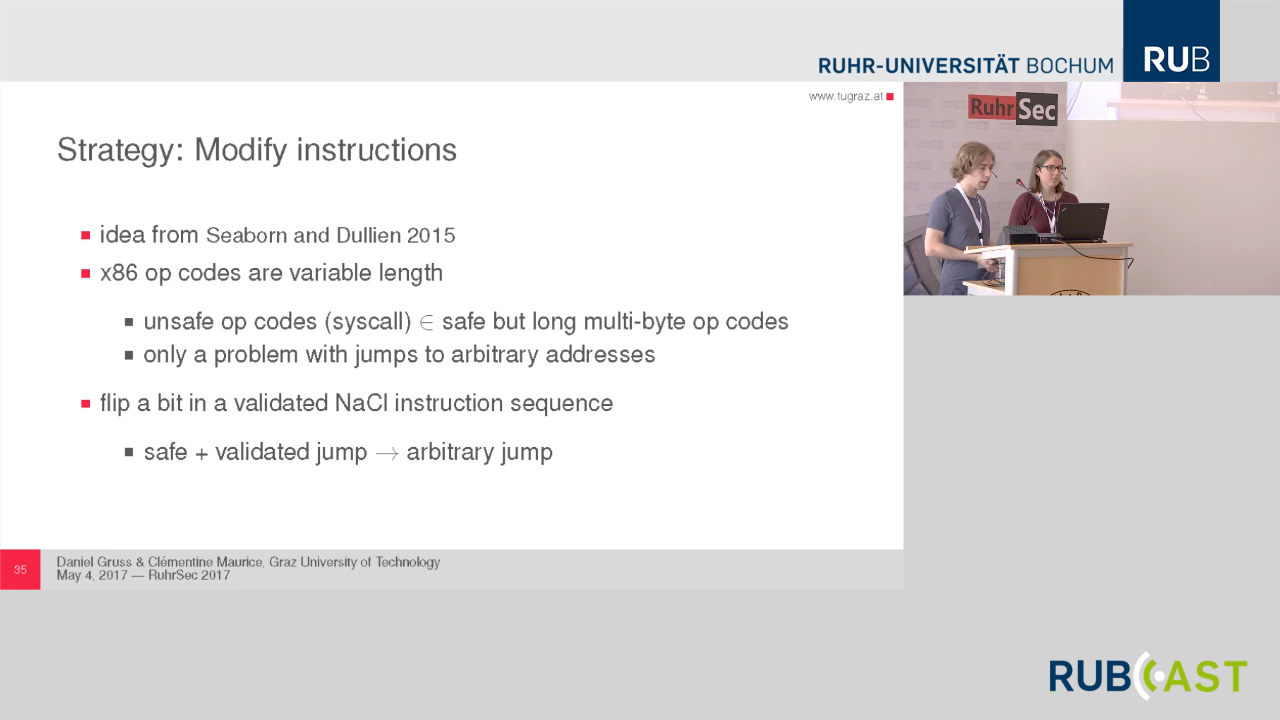 RUHR-UNIVERSITÄT BOCHUM
RUB
www.tugraz.at
RuhrSec
Strategy: Modify instructions
idea from Seaborn and Dullien 2015
x86 op codes are variable length
unsafe op codes (syscall) ∈ safe but long multi-byte op codes
only a problem with jumps to arbitrary addresses
flip a bit in a validated NaCl instruction sequence
safe + validated jump → arbitrary jump
35
Daniel Gruss & Clémentine Maurice, Graz University of Technology
May 4, 2017 — RuhrSec 2017
RUBCAST